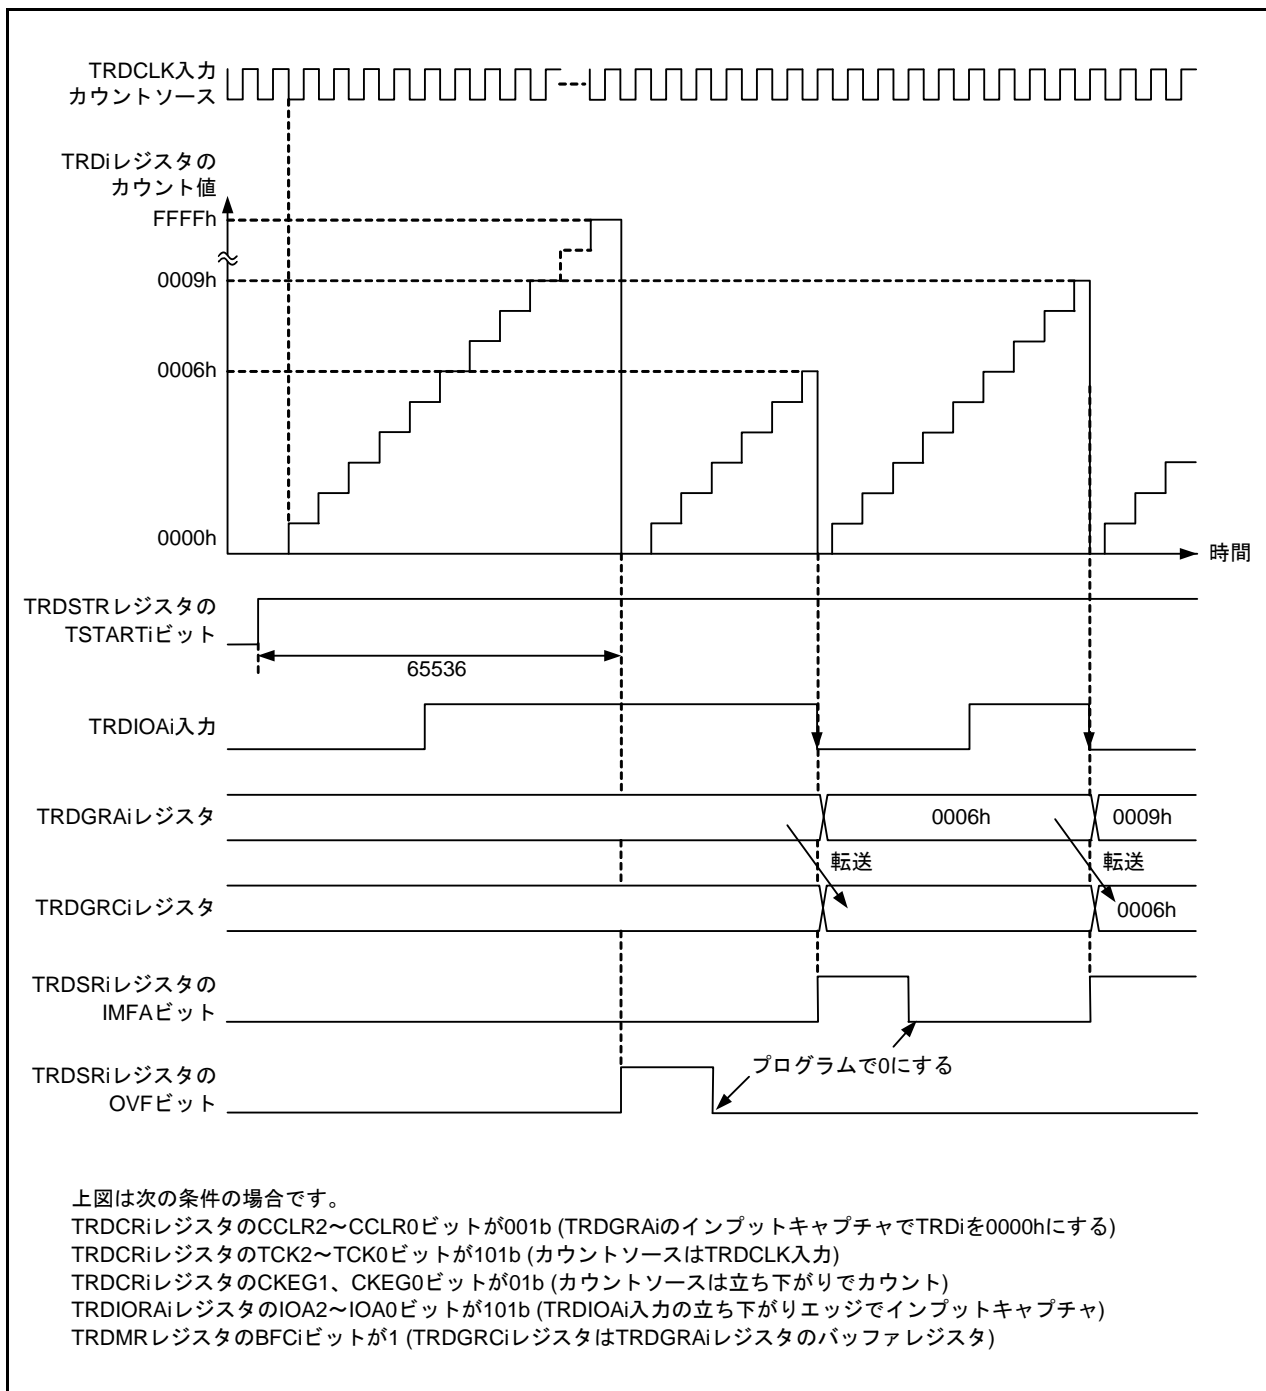 TRDCLK入力
カウントソース
TRDiレジスタの
カウント値
FFFFh
0009h
0006h
0000h
時間
TRDSTRレジスタの
TSTARTiビット
65536
TRDIOAi入力
TRDGRAiレジスタ
0006h
0009h
転送
転送
TRDGRCiレジスタ
0006h
TRDSRiレジスタの
IMFAビット
プログラムで0にする
TRDSRiレジスタの
OVFビット
上図は次の条件の場合です。
TRDCRiレジスタのCCLR2～CCLR0ビットが001b (TRDGRAiのインプットキャプチャでTRDiを0000hにする)
TRDCRiレジスタのTCK2～TCK0ビットが101b (カウントソースはTRDCLK入力)
TRDCRiレジスタのCKEG1、CKEG0ビットが01b (カウントソースは立ち下がりでカウント)
TRDIORAiレジスタのIOA2～IOA0ビットが101b (TRDIOAi入力の立ち下がりエッジでインプットキャプチャ)
TRDMRレジスタのBFCiビットが1 (TRDGRCiレジスタはTRDGRAiレジスタのバッファレジスタ)